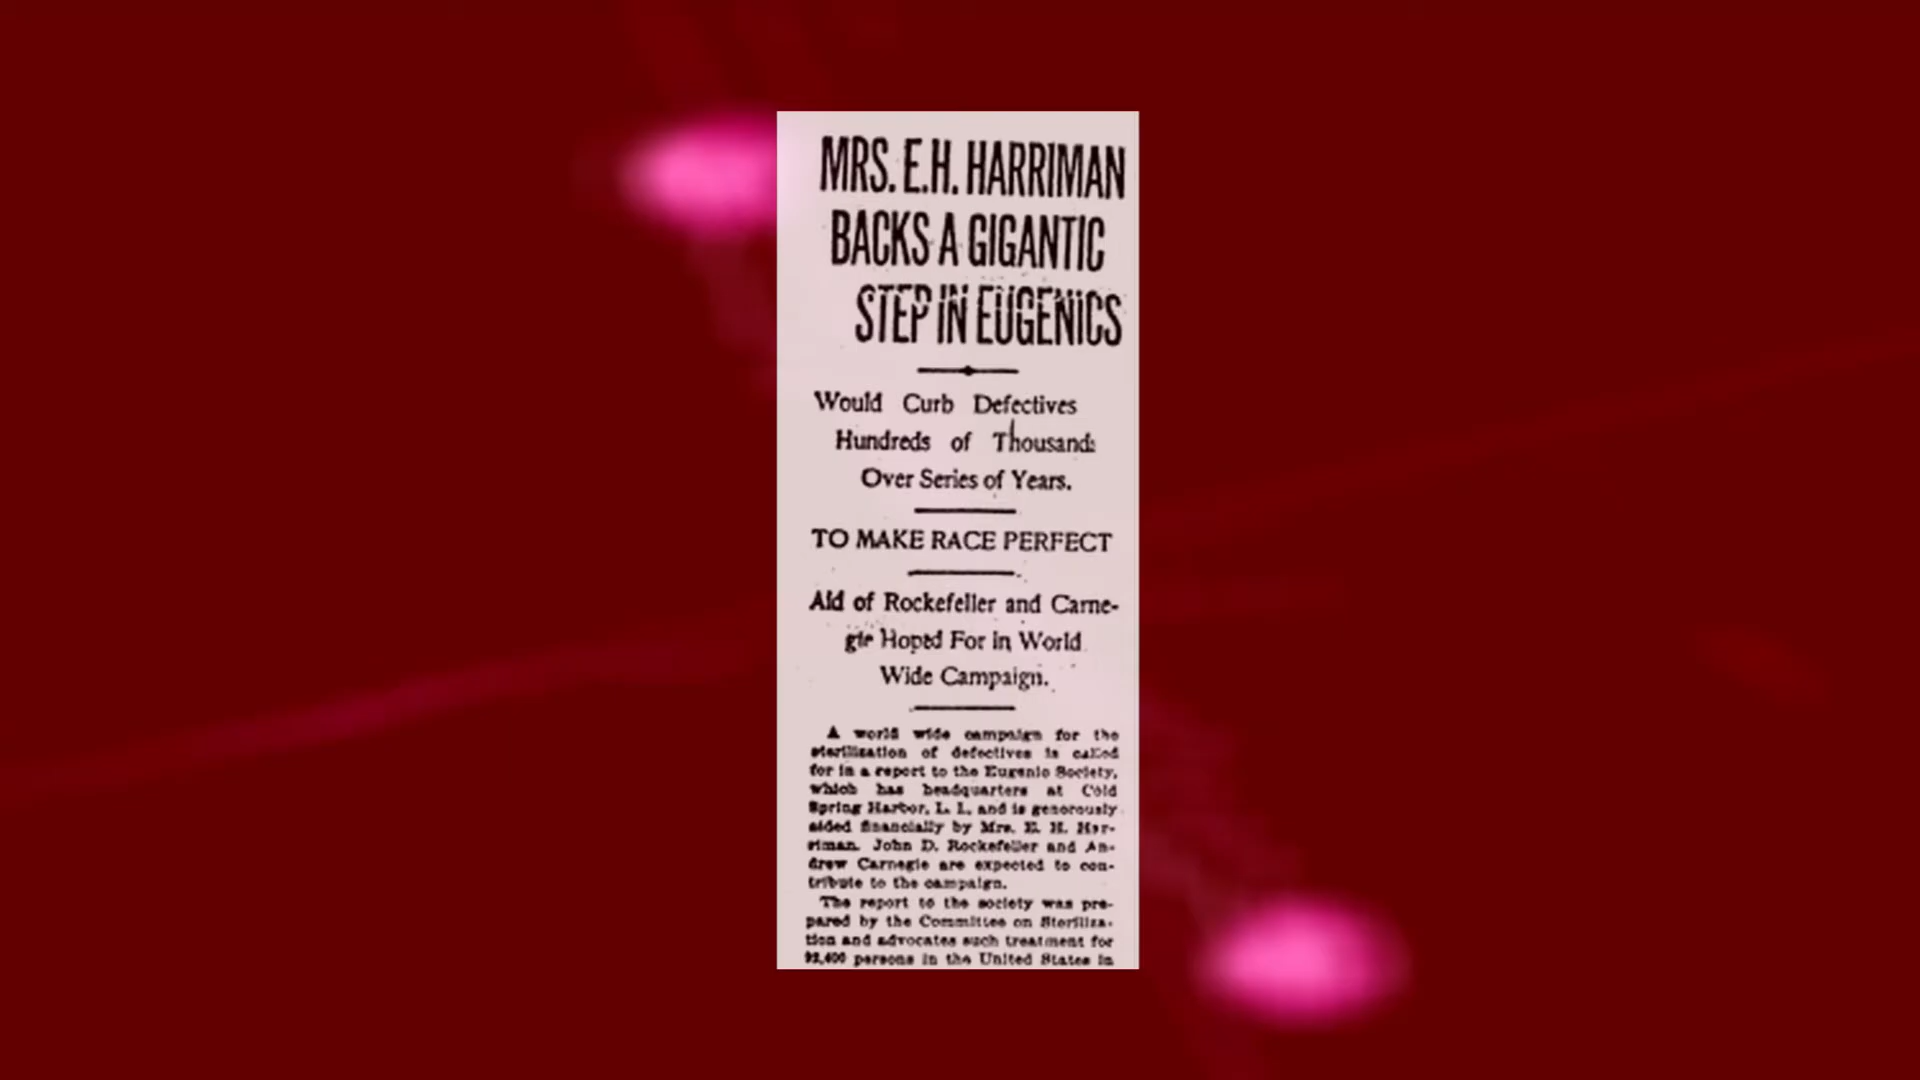 MRS. E.H. HARRIMAN
BACKS A GIGANTIC
STEP IN EUGENICS
Would Curb Defectives
Hundreds of Thousands
Over Series of Years.
TO MAKE RACE PERFECT
Aid of Rockefeller and Carne-
gie Hoped For in World
Wide Campaign.
A world wide campaign for the
sterilization of defectives is called
for in a report to the Eugenic Society,
which has headquarters at Cold
Spring Harbor, L. I., and is generously
aided financially by Mrs. E. H. Har-
riman. John D. Rockefeller and An-
drew Carnegie are expected to con-
tribute to the campaign.
The report to the society was pre-
pared by the Committee on Steriliza-
tion and advocates such treatment for
92,400 persons in the United States in